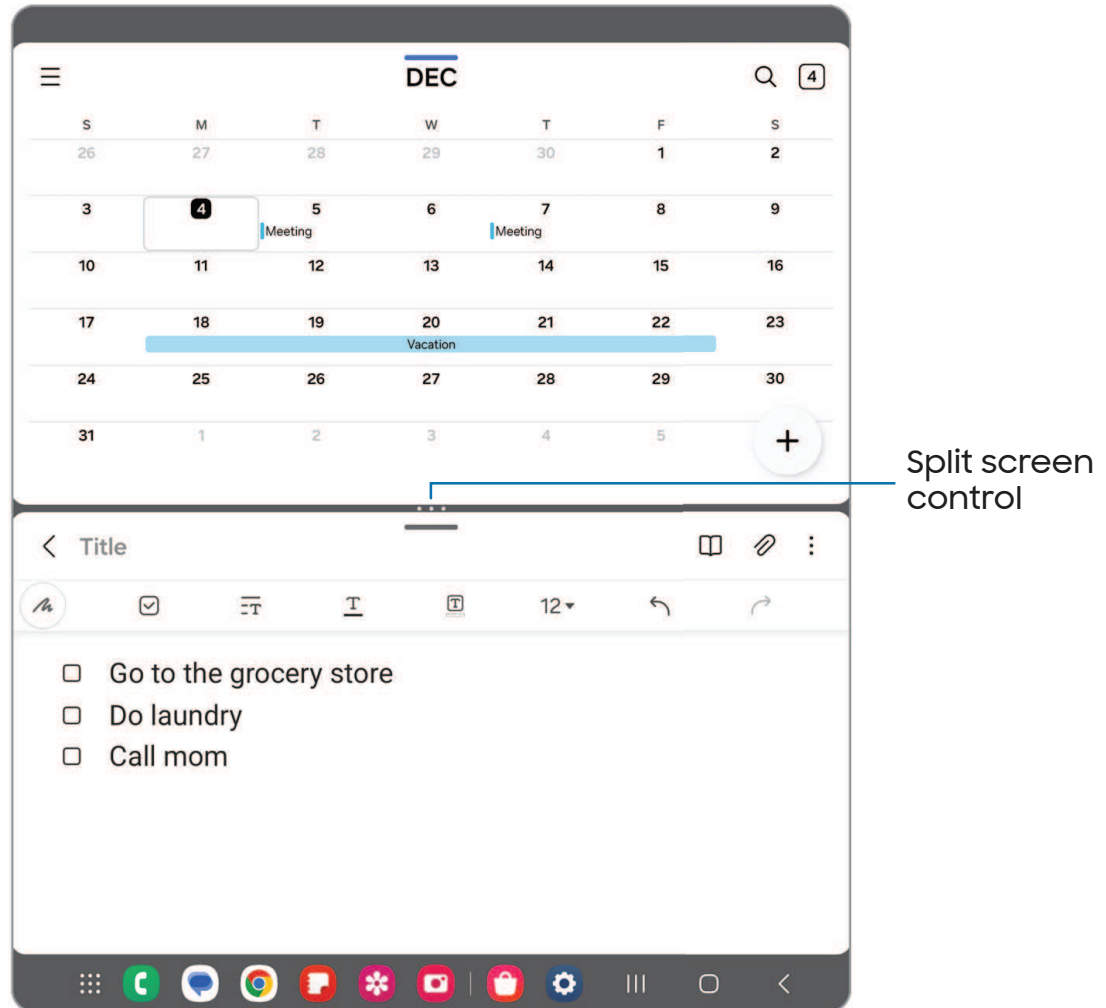 DEC
4
S M T W T F S
26 27 28 29 30 1 2
3 4 5 6 7 8 9
Meeting Meeting
10 11 12 13 14 15 16
17 18 19 20 21 22 23
Vacation
24 25 26 27 28 29 30
31 1 2 3 4 5
+
Split screen
control
Title
T T T 12
Go to the grocery store
Do laundry
Call mom